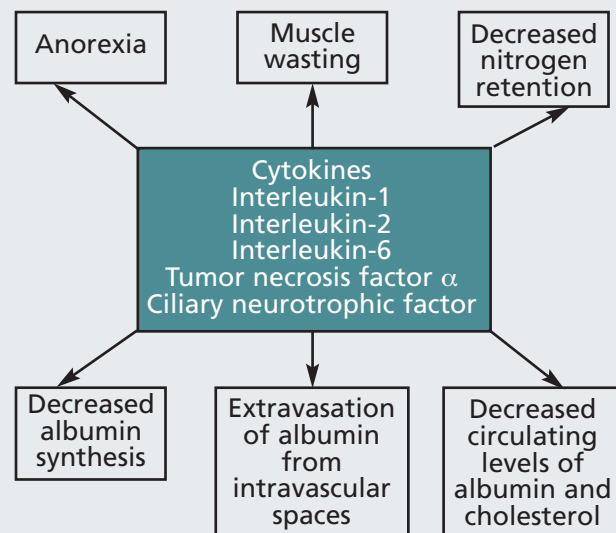 Anorexia
Muscle
wasting
Decreased
nitrogen
retention
Cytokines
Interleukin-1
Interleukin-2
Interleukin-6
Tumor necrosis factor α
Ciliary neurotrophic factor
Decreased
albumin
synthesis
Extravasation
of albumin
from
intravascular
spaces
Decreased
circulating
levels of
albumin and
cholesterol